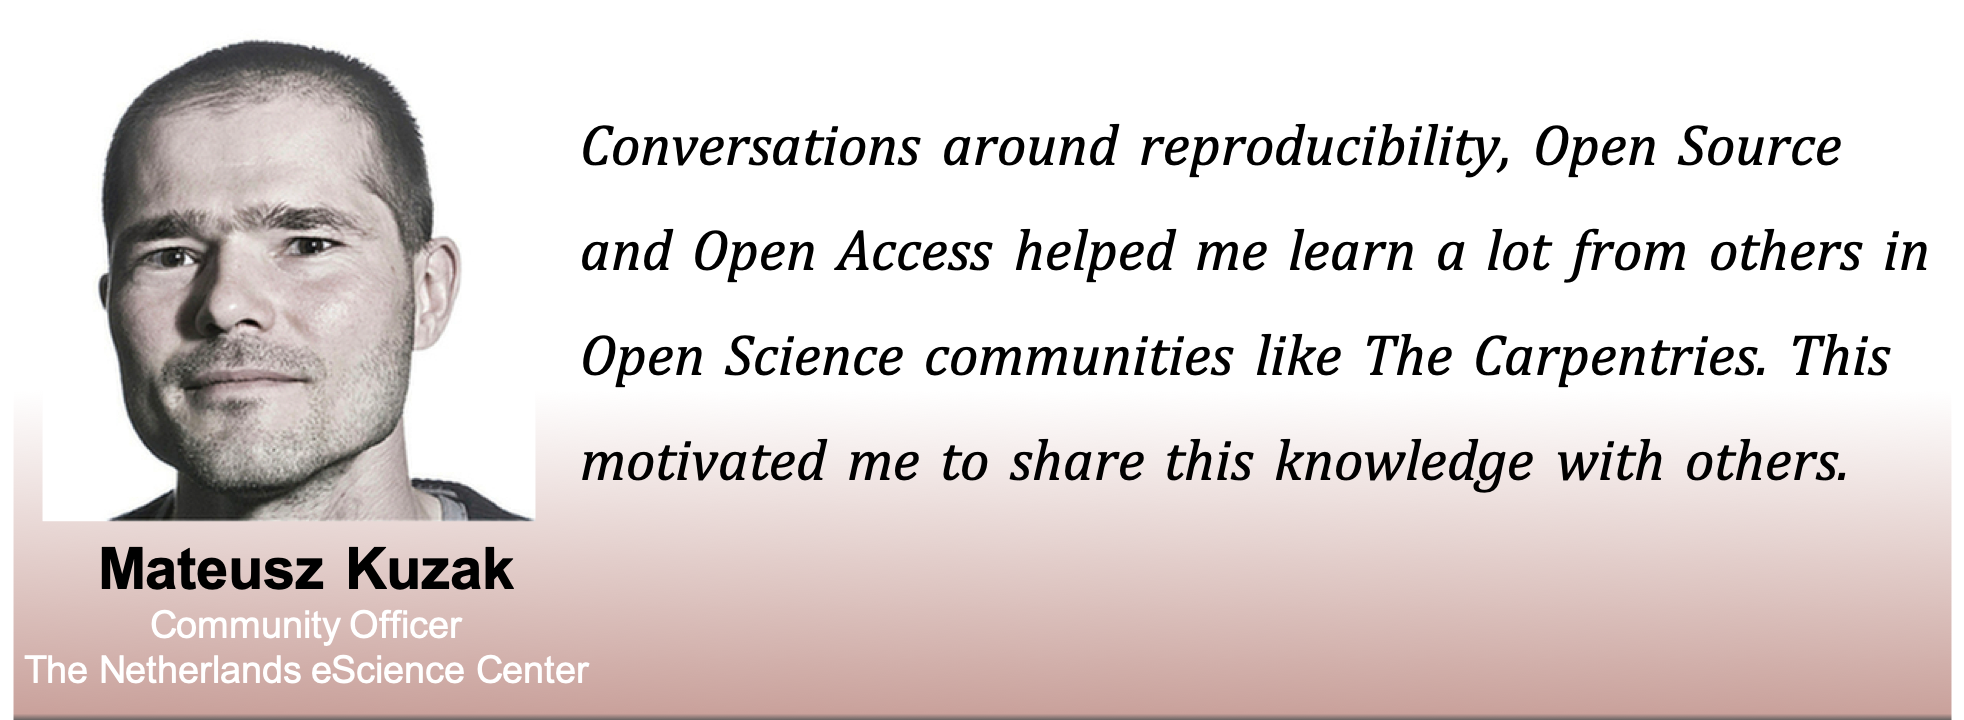 Conversations around reproducibility, Open Source
and Open Access helped me learn a lot from others in
Open Science communities like The Carpentries. This
motivated me to share this knowledge with others.
Mateusz Kuzak
Community Officer
The Netherlands eScience Center